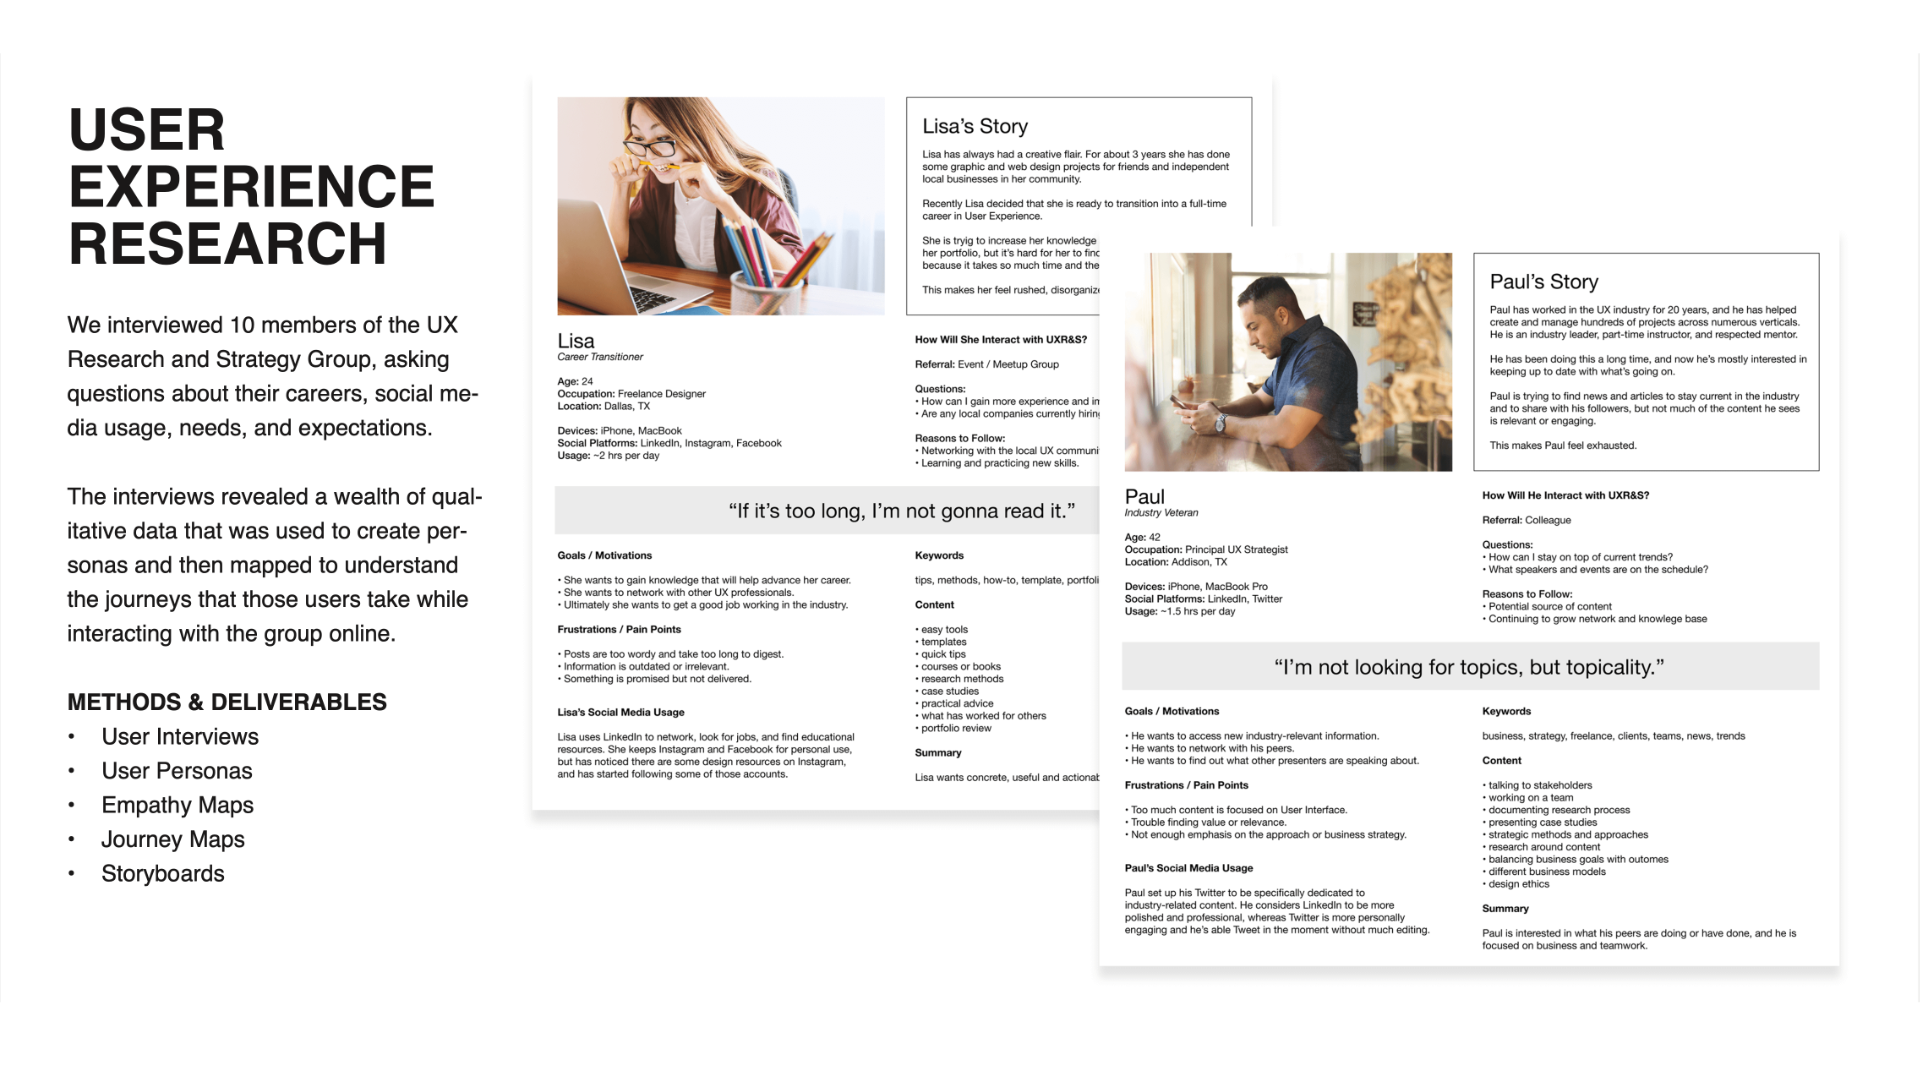 USER
EXPERIENCE
RESEARCH
We interviewed 10 members of the UX
Research and Strategy Group, asking
questions about their careers, social me-
dia usage, needs, and expectations.
The interviews revealed a wealth of qual-
itative data that was used to create per-
sonas and then mapped to understand
the journeys that those users take while
interacting with the group online.
METHODS & DELIVERABLES
• User Interviews
• User Personas
• Empathy Maps
• Journey Maps
• Storyboards
Lisa's Story
Lisa has always had a creative flair. For about 3 years she has done
some graphic and web design projects for friends and independent
local businesses in her community.
Recently Lisa decided that she is ready to transition into a full-time
career in User Experience.
She is tryig to increase her knowledge
her portfolio, but it's hard for her to find
because it takes so much time and the
This makes her feel rushed,
Lisa
Career Transitioner
Age: 24
Occupation: Freelance Designer
Location: Dallas, TX
Devices: iPhone, MacBook
Social Platforms: LinkedIn, Instagram, Facebook
Usage: ~2 hrs per day
How Will She Interact with UXR&S?
Referral: Event / Meetup Group
Questions:
• How can I gain more experience and
• Are any local companies currently
Reasons to Follow:
• Networking with the local UX
• Learning and practicing new skills.
“If it's too long, I'm not gonna read it.”
Goals / Motivations
• She wants to gain knowledge that will help advance her career.
• She wants to network with other UX professionals.
• Ultimately she wants to get a good job working in the industry.
Frustrations / Pain Points
• Posts are too wordy and take too long to digest.
• Information is outdated or irrelevant.
• Something is promised but not delivered.
Lisa's Social Media Usage
Lisa uses LinkedIn to network, look for jobs, and find educational
resources. She keeps Instagram and Facebook for personal use,
but has noticed there are some design resources on Instagram,
and has started following some of those accounts.
Keywords
tips, methods, how-to, template,
Content
• easy tools
• templates
• quick tips
• courses or books
• research methods
• case studies
• practical advice
• what has worked for others
• portfolio review
Summary
Lisa wants concrete, useful and
Paul's Story
Paul has worked in the UX industry for 20 years, and he has helped
create and manage hundreds of projects across numerous verticals.
He is an industry leader, part-time instructor, and respected mentor.
He has been doing this a long time, and now he's mostly interested in
keeping up to date with what's going on.
Paul is trying to find news and articles to stay current in the industry
and to share with his followers, but not much of the content he sees
is relevant or engaging.
This makes Paul feel exhausted.
Paul
Industry Veteran
Age: 42
Occupation: Principal UX Strategist
Location: Addison, TX
Devices: iPhone, MacBook Pro
Social Platforms: LinkedIn, Twitter
Usage: ~1.5 hrs per day
How Will He Interact with UXR&S?
Referral: Colleague
Questions:
• How can I stay on top of current trends?
• What speakers and events are on the schedule?
Reasons to Follow:
• Potential source of content
• Continuing to grow network and knowlege base
“I'm not looking for topics, but topicality.”
Goals / Motivations
• He wants to access new industry-relevant information.
• He wants to network with his peers.
• He wants to find out what other presenters are speaking about.
Frustrations / Pain Points
• Too much content is focused on User Interface.
• Trouble finding value or relevance.
• Not enough emphasis on the approach or business strategy.
Paul's Social Media Usage
Paul set up his Twitter to be specifically dedicated to
industry-related content. He considers LinkedIn to be more
polished and professional, whereas Twitter is more personally
engaging and he's able Tweet in the moment without much editing.
Keywords
business, strategy, freelance, clients, teams, news, trends
Content
• talking to stakeholders
• working on a team
• documenting research process
• presenting case studies
• strategic methods and approaches
• research around content
• balancing business goals with outomes
• different business models
• design ethics
Summary
Paul is interested in what his peers are doing or have done, and he is
focused on business and teamwork.